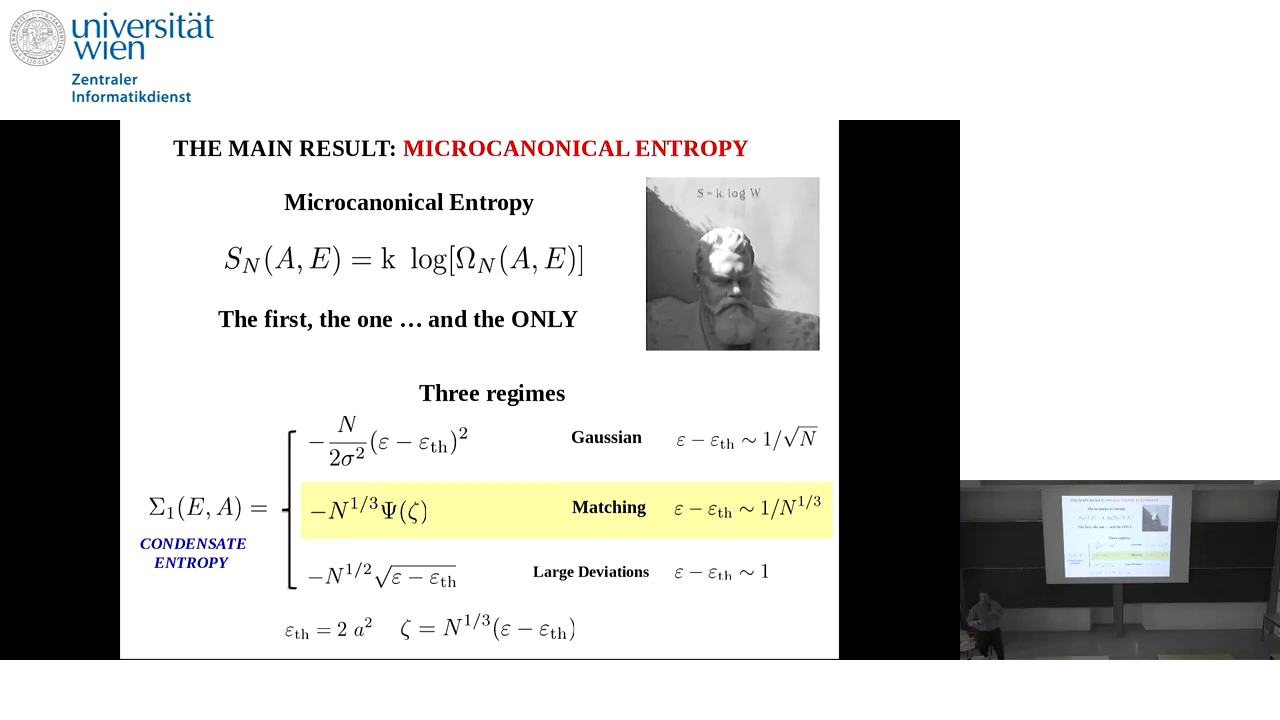 universität
wien
Zentraler
Informatikdienst
THE MAIN RESULT: MICROCANONICAL ENTROPY
Microcanonical Entropy
S = k log W
S_N(A, E) = k log[Ω_N(A, E)]
The first, the one … and the ONLY
Three regimes
−N/2σ² (ε − ε_th)² Gaussian ε − ε_th ∼ 1/√N
Σ₁(E, A) = −N^{1/3}Ψ(ζ) Matching ε − ε_th ∼ 1/N^{1/3}
CONDENSATE
ENTROPY
−N^{1/2}√(ε − ε_th) Large Deviations ε − ε_th ∼ 1
ε_th = 2 a² ζ = N^{1/3}(ε − ε_th)